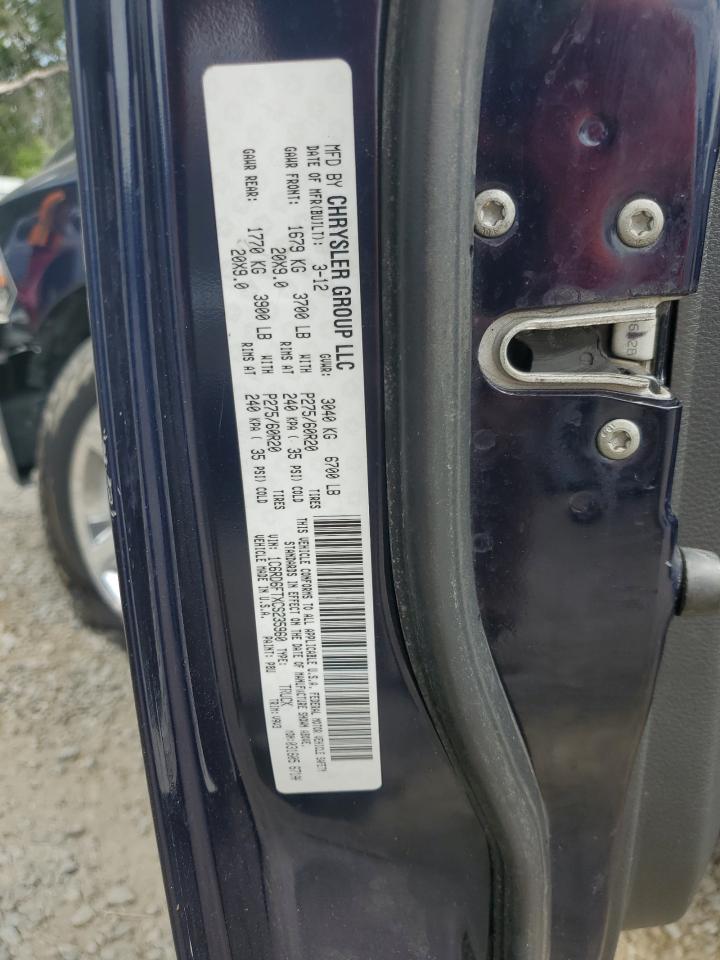 MFD BY CHRYSLER GROUP LLC
DATE OF MFR(BUILT): 3-12 GVWR: 3040 KG 6700 LB
GAWR FRONT: 1679 KG 3700 LB WITH P275/60R20 TIRES
20X9.0 RIMS AT 240 KPA ( 35 PSI) COLD
GAWR REAR: 1770 KG 3900 LB WITH P275/60R20 TIRES
20X9.0 RIMS AT 240 KPA ( 35 PSI) COLD
THIS VEHICLE CONFORMS TO ALL APPLICABLE U.S.A. FEDERAL MOTOR VEHICLE SAFETY
STANDARDS IN EFFECT ON THE DATE OF MANUFACTURE SHOWN ABOVE.
VIN: 1C6RD6FTXCS235960 TYPE: TRUCK
VEHICLE MADE IN U.S.A. PAINT: PBU TRIM: